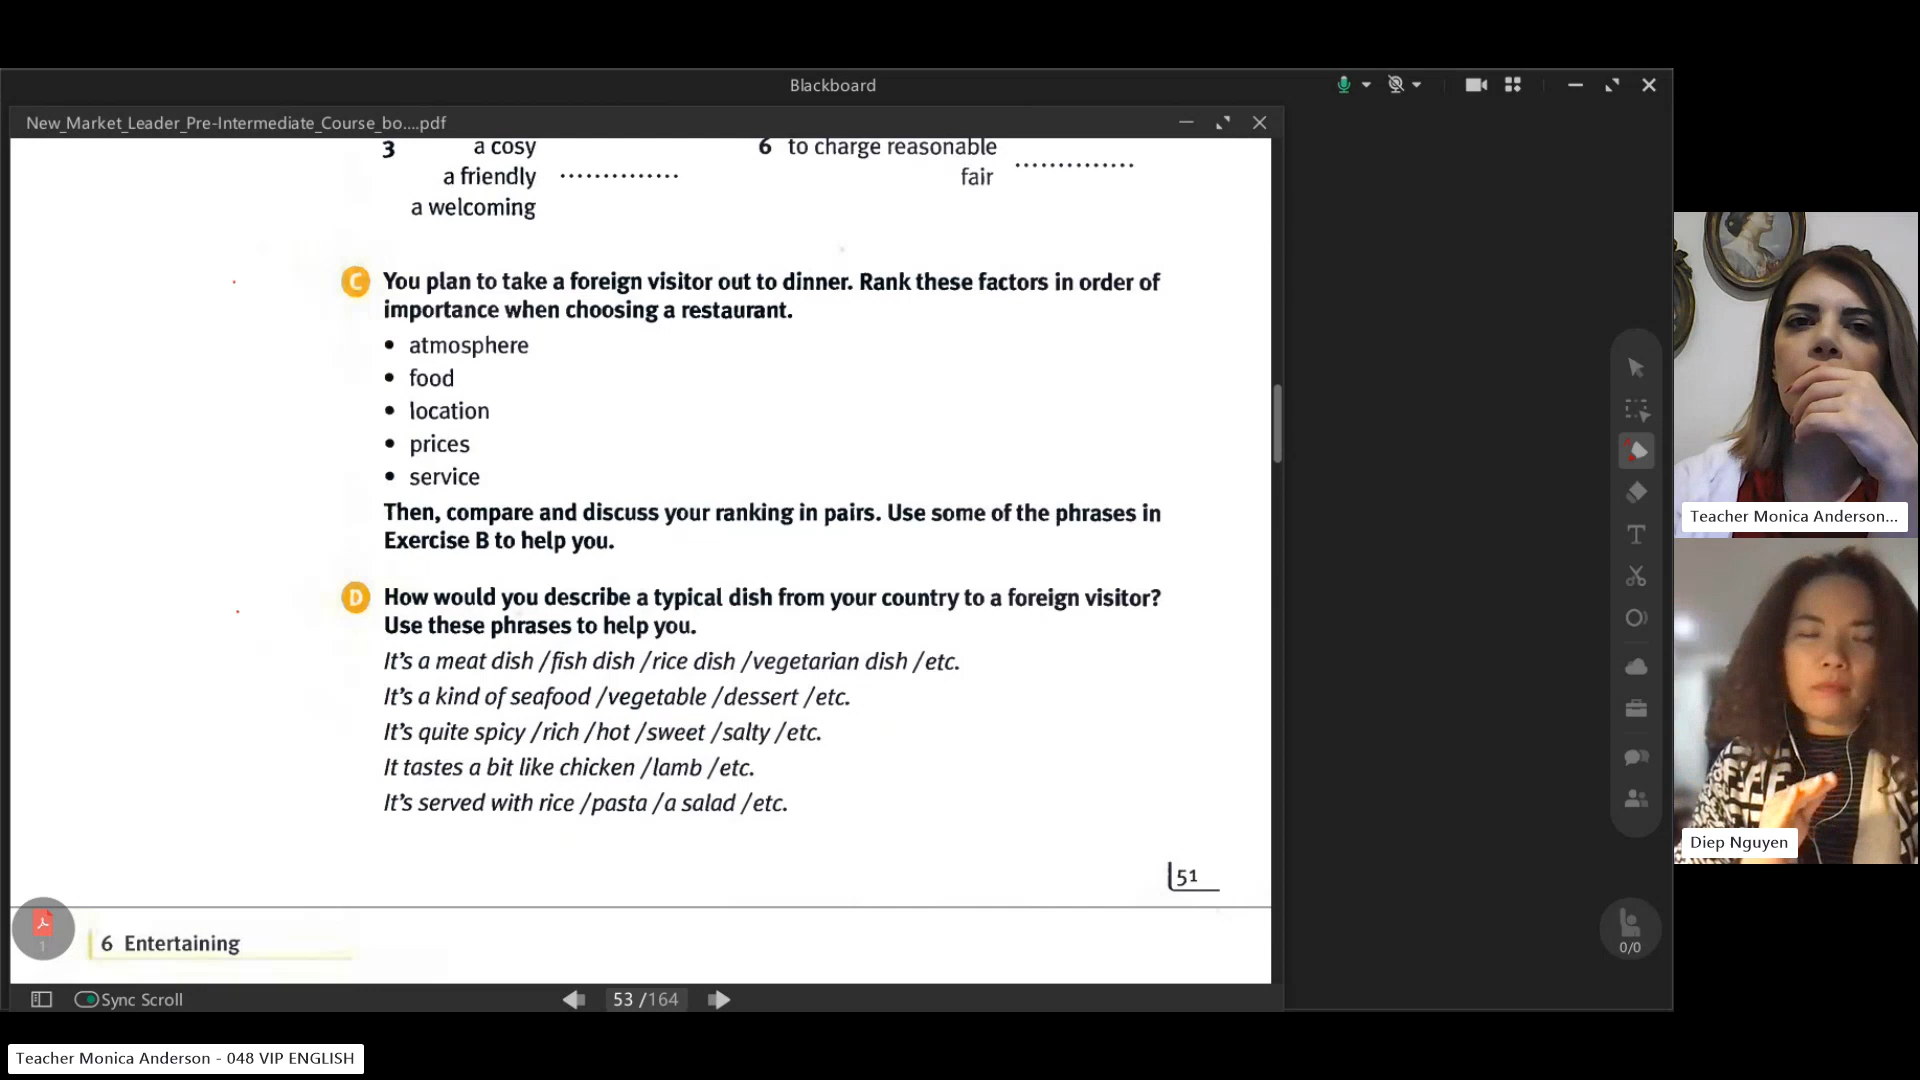 Blackboard
New_Market_Leader_Pre-Intermediate_Course_bo....pdf
3 a cosy
a friendly ..............
a welcoming
6 to charge reasonable ..............
fair
C You plan to take a foreign visitor out to dinner. Rank these factors in order of
importance when choosing a restaurant.
• atmosphere
• food
• location
• prices
• service
Then, compare and discuss your ranking in pairs. Use some of the phrases in
Exercise B to help you.
D How would you describe a typical dish from your country to a foreign visitor?
Use these phrases to help you.
It's a meat dish /fish dish /rice dish /vegetarian dish /etc.
It's a kind of seafood /vegetable /dessert /etc.
It's quite spicy /rich /hot /sweet /salty /etc.
It tastes a bit like chicken /lamb /etc.
It's served with rice /pasta /a salad /etc.
51
1
6 Entertaining
Sync Scroll
53 /164
0/0
Teacher Monica Anderson...
Diep Nguyen
Teacher Monica Anderson - 048 VIP ENGLISH